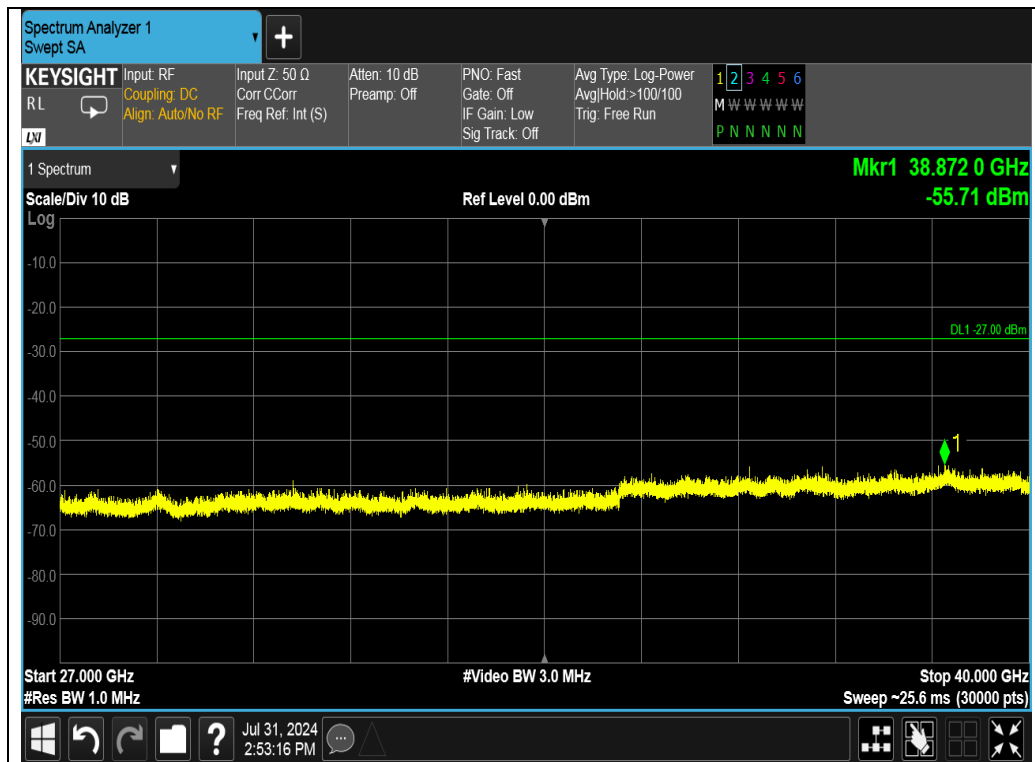 Spectrum Analyzer 1
Swept SA
+
KEYSIGHT
RL
LXI
Input: RF
Coupling: DC
Align: Auto/No RF
Input Z: 50 Ω
Corr CCorr
Freq Ref: Int (S)
Atten: 10 dB
Preamp: Off
PNO: Fast
Gate: Off
IF Gain: Low
Sig Track: Off
Avg Type: Log-Power
Avg|Hold:>100/100
Trig: Free Run
1 2 3 4 5 6
M W W W W W
P N N N N N
1 Spectrum
Mkr1 38.872 0 GHz
-55.71 dBm
Scale/Div 10 dB
Ref Level 0.00 dBm
Log
-10.0
-20.0
DL1 -27.00 dBm
-30.0
-40.0
-50.0
1
-60.0
-70.0
-80.0
-90.0
Start 27.000 GHz
#Video BW 3.0 MHz
Stop 40.000 GHz
#Res BW 1.0 MHz
Sweep ~25.6 ms (30000 pts)
?
Jul 31, 2024
2:53:16 PM